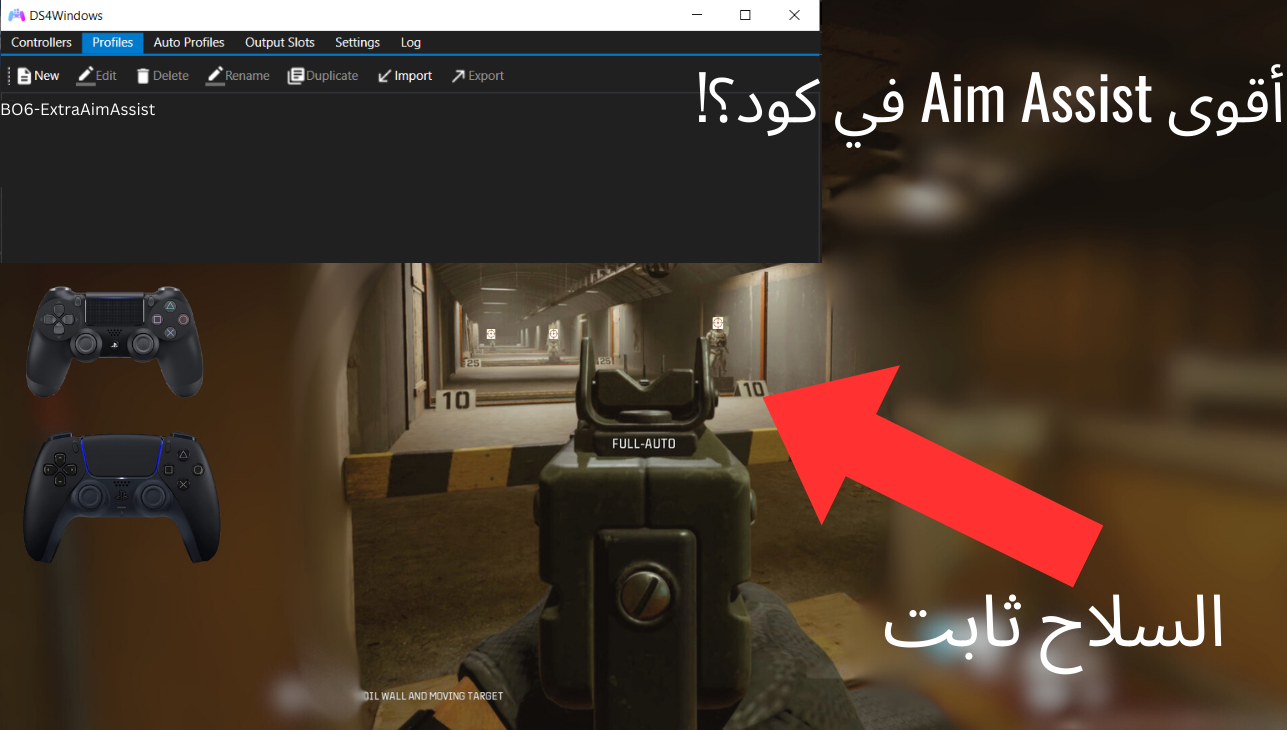 DS4Windows
Controllers Profiles Auto Profiles Output Slots Settings Log
New Edit Delete Rename Duplicate Import Export
أقوى Aim Assist في كود؟!
BO6-ExtraAimAssist
25
25
10
10
FULL-AUTO
السلاح ثابت
OIL WALL AND MOVING TARGET